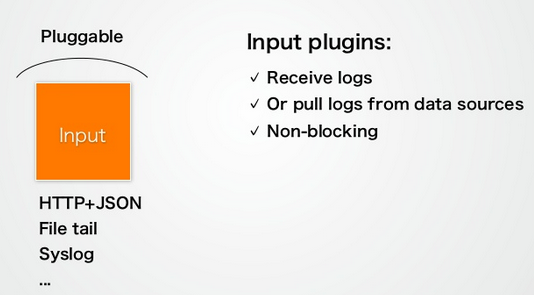 Pluggable
Input
HTTP+JSON
File tail
Syslog
...
Input plugins:
✓ Receive logs
✓ Or pull logs from data sources
✓ Non-blocking